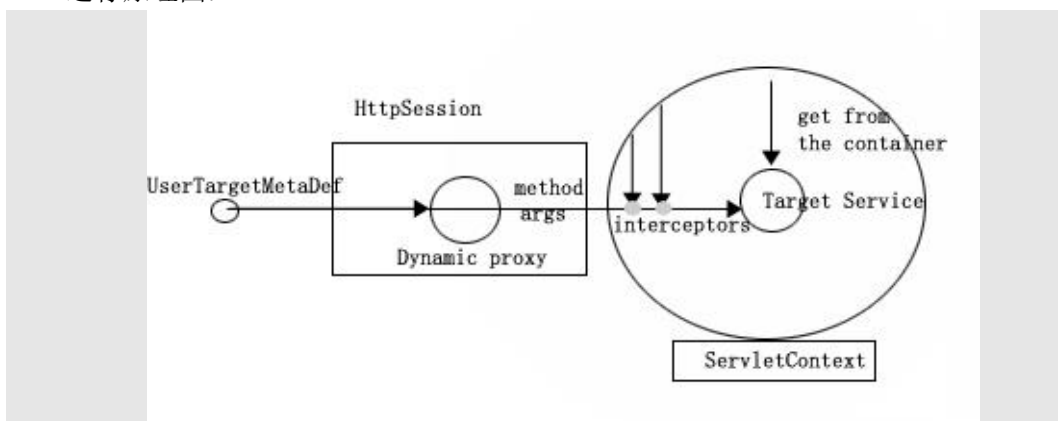 HttpSession
get from
the container
UserTargetMetaDef
method
args
Target Service
interceptors
Dynamic proxy
ServletContext